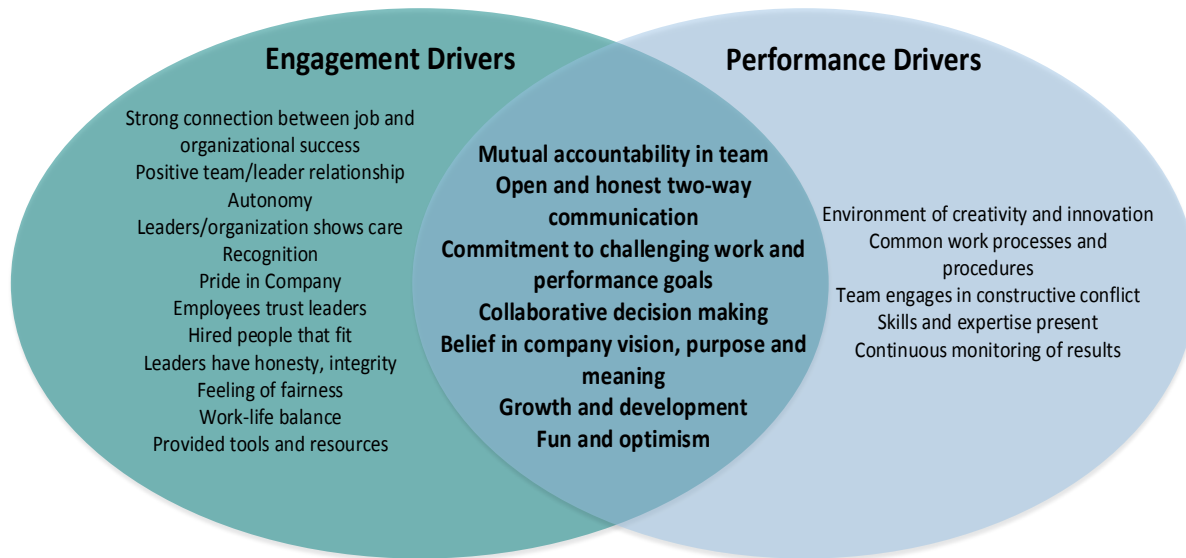 Engagement Drivers
Strong connection between job and
organizational success
Positive team/leader relationship
Autonomy
Leaders/organization shows care
Recognition
Pride in Company
Employees trust leaders
Hired people that fit
Leaders have honesty, integrity
Feeling of fairness
Work-life balance
Provided tools and resources
Mutual accountability in team
Open and honest two-way
communication
Commitment to challenging work and
performance goals
Collaborative decision making
Belief in company vision, purpose and
meaning
Growth and development
Fun and optimism
Performance Drivers
Environment of creativity and innovation
Common work processes and
procedures
Team engages in constructive conflict
Skills and expertise present
Continuous monitoring of results